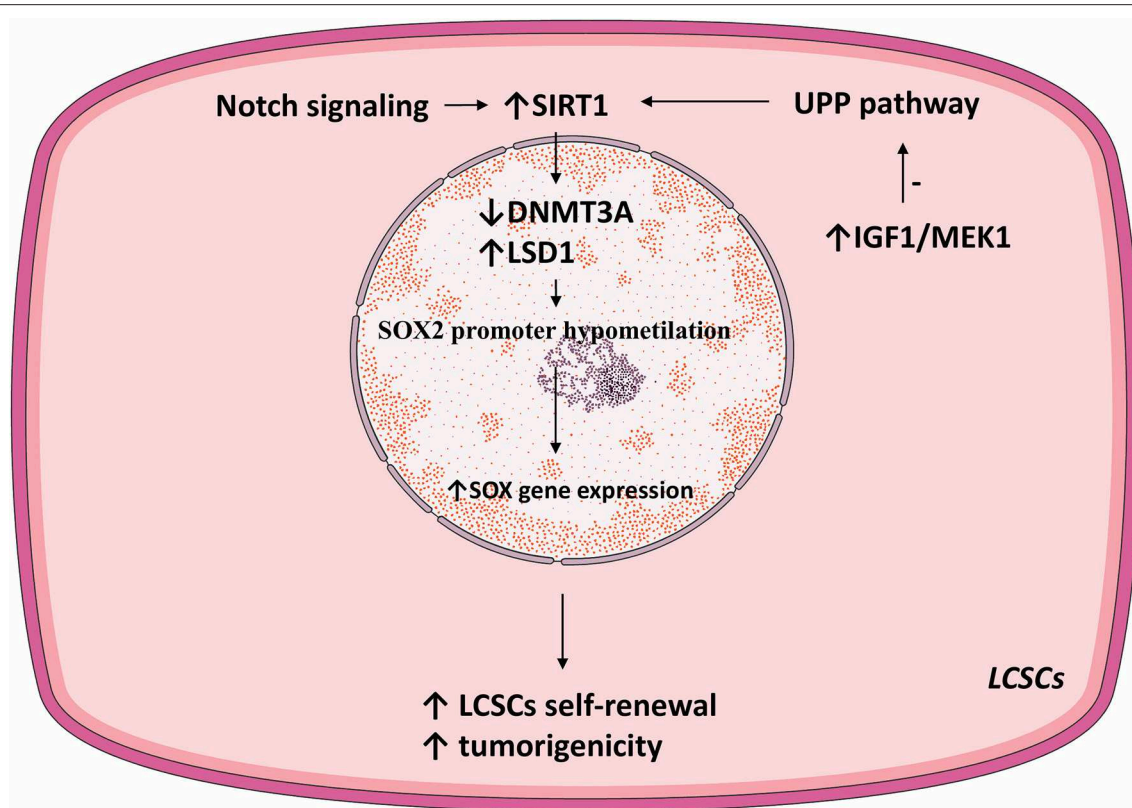 Notch signaling → ↑SIRT1 ← UPP pathway
-
↑IGF1/MEK1
↓DNMT3A
↑LSD1
SOX2 promoter hypometilation
↑SOX gene expression
LCSCs
↑ LCSCs self-renewal
↑ tumorigenicity